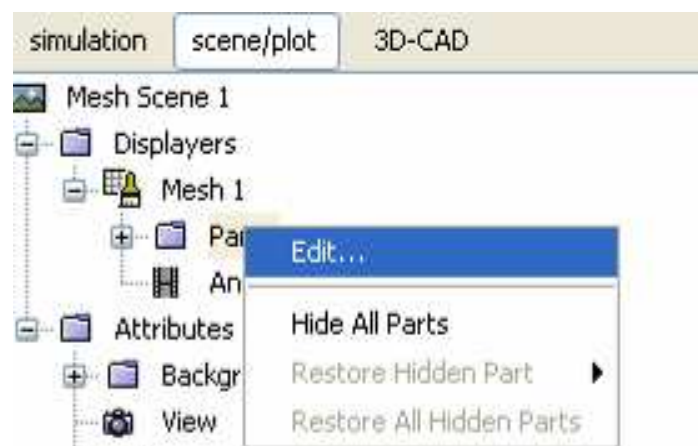 simulation scene/plot 3D-CAD
Mesh Scene 1
Displayers
Mesh 1
Pa
Edit...
An
Hide All Parts
Attributes
Backgr
Restore Hidden Part
View
Restore All Hidden Parts